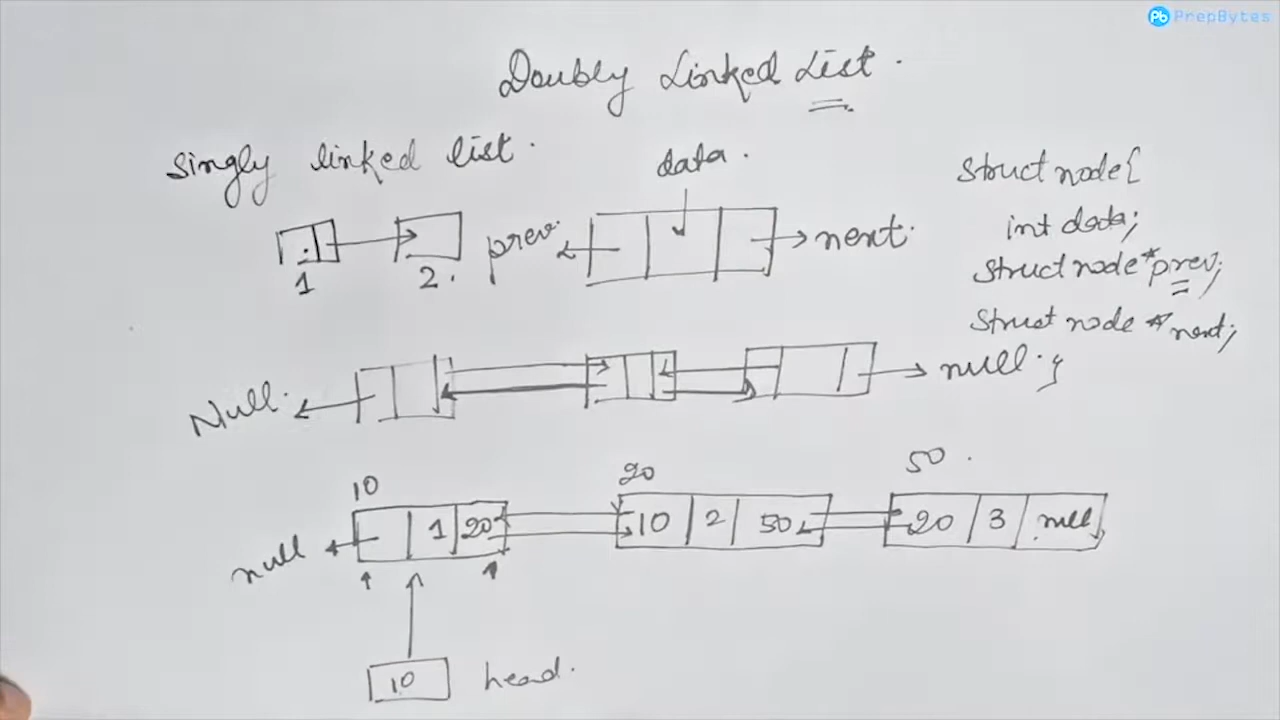 PrepBytes
Doubly Linked List.
Singly linked list.
data.
struct node{
int data;
prev.
next.
1
2.
struct node *prev;
struct node *next;
}
Null.
null.
10
20
50.
null
1 20
10 2 50
20 3 null
10
head.